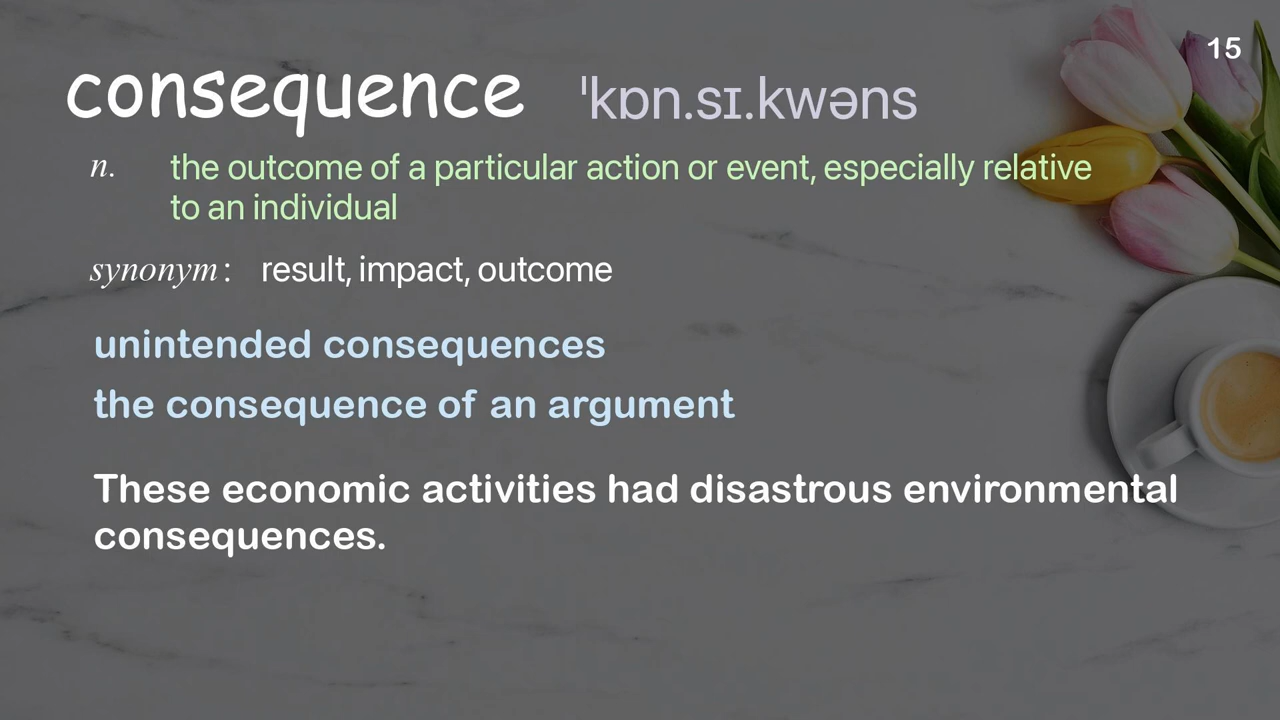 15
consequence ˈkɒn.sɪ.kwəns
n. the outcome of a particular action or event, especially relative
to an individual
synonym: result, impact, outcome
unintended consequences
the consequence of an argument
These economic activities had disastrous environmental
consequences.